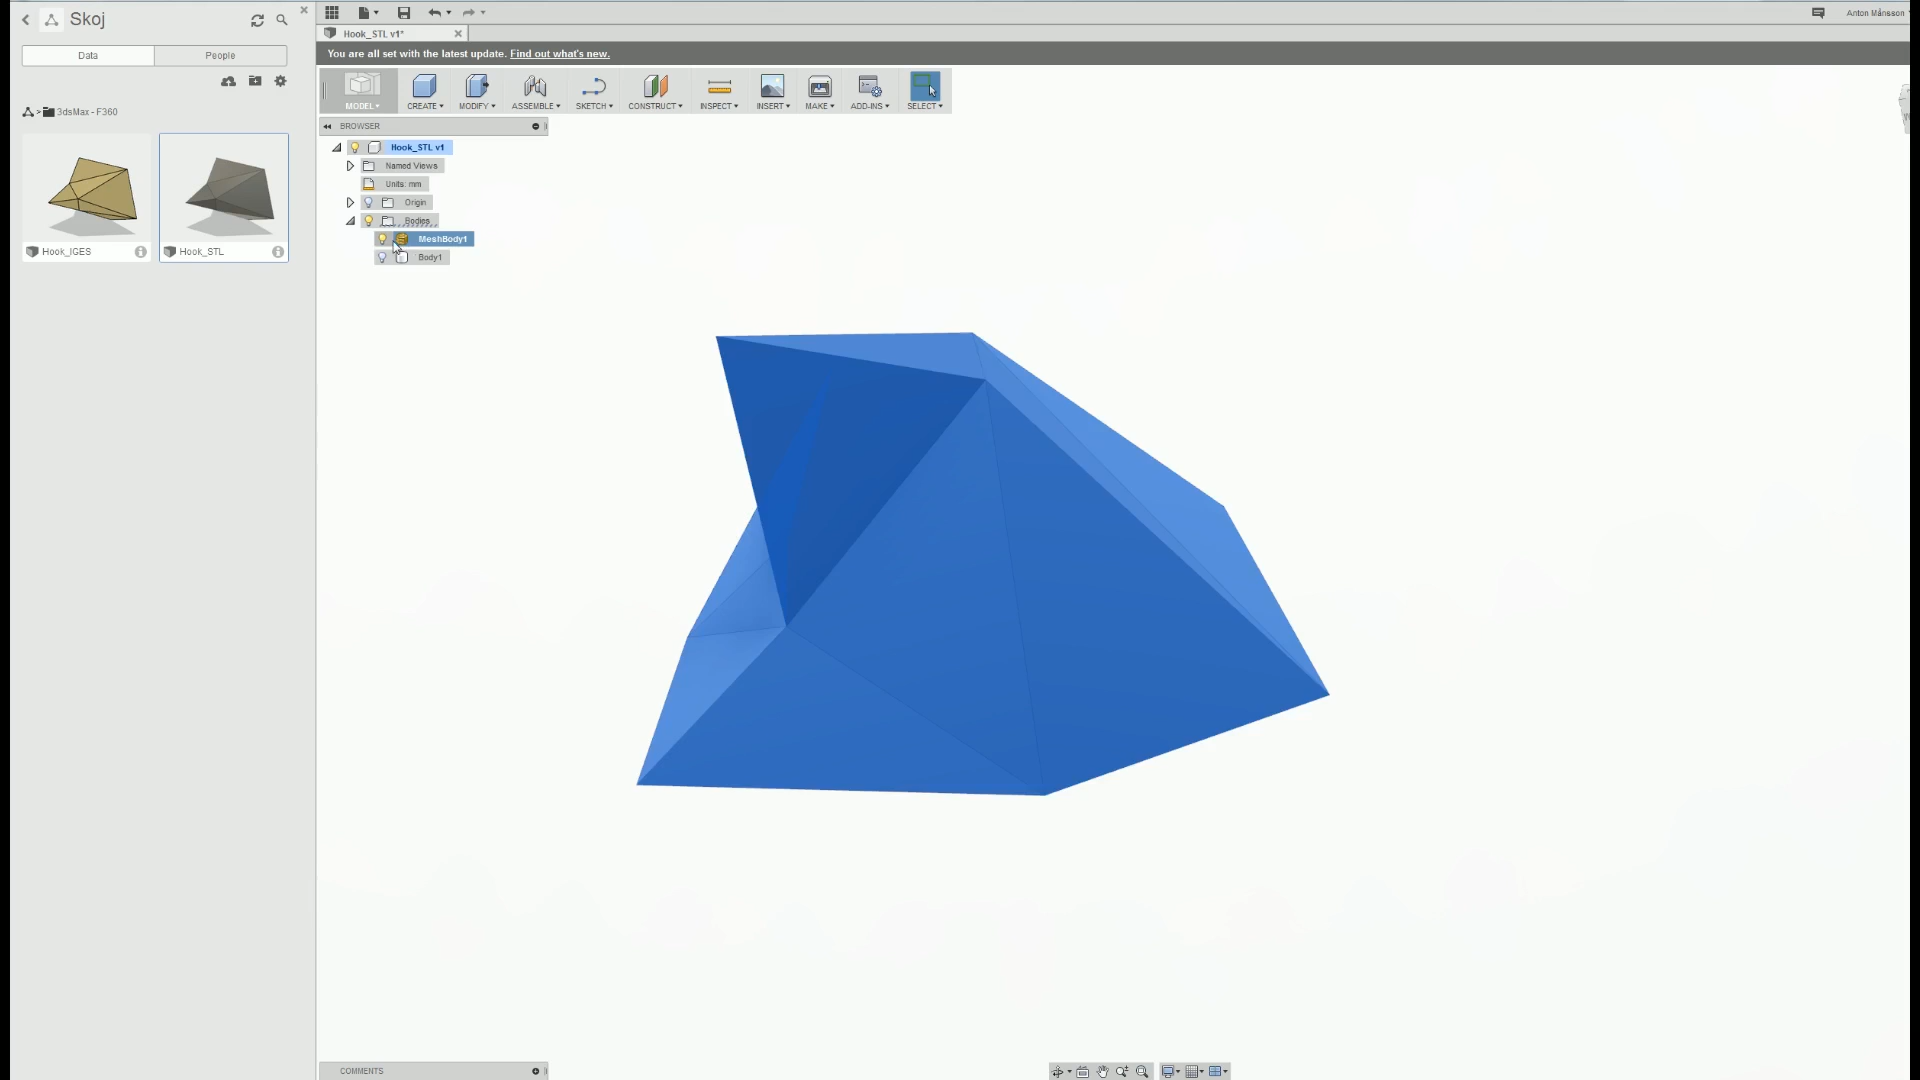 Skoj
Data
People
3dsMax - F360
Hook_IGES
Hook_STL
Anton Månsson
Hook_STL v1*
You are all set with the latest update. Find out what's new.
MODEL
CREATE
MODIFY
ASSEMBLE
SKETCH
CONSTRUCT
INSPECT
INSERT
MAKE
ADD-INS
SELECT
BROWSER
Hook_STL v1
Named Views
Units: mm
Origin
Bodies
MeshBody1
Body1
COMMENTS